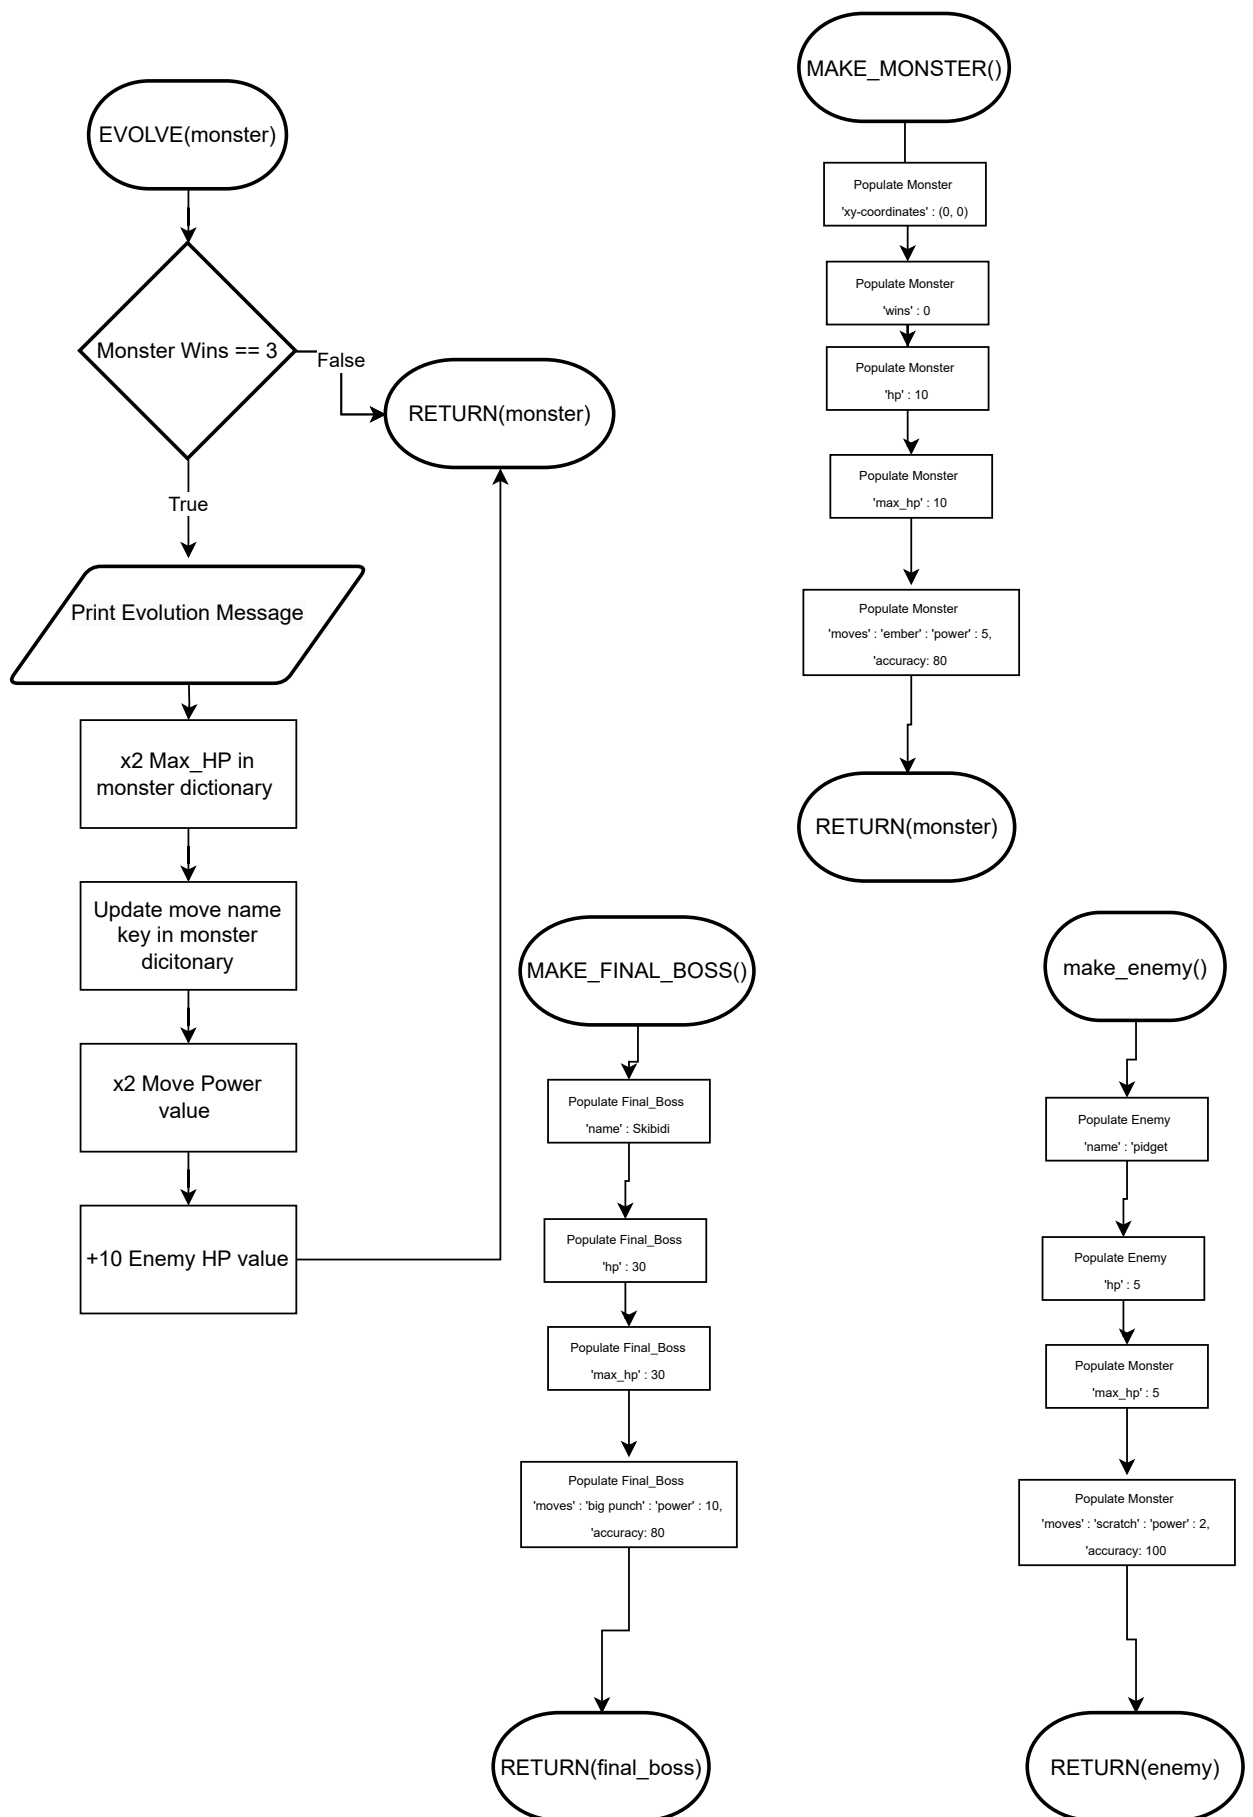 EVOLVE(monster)
Monster Wins == 3
False
RETURN(monster)
True
Print Evolution Message
x2 Max_HP in
monster dictionary
Update move name
key in monster
dicitonary
x2 Move Power
value
+10 Enemy HP value
MAKE_MONSTER()
Populate Monster
'xy-coordinates' : (0, 0)
Populate Monster
'wins' : 0
Populate Monster
'hp' : 10
Populate Monster
'max_hp' : 10
Populate Monster
'moves' : 'ember' : 'power' : 5,
'accuracy: 80
RETURN(monster)
MAKE_FINAL_BOSS()
Populate Final_Boss
'name' : Skibidi
Populate Final_Boss
'hp' : 30
Populate Final_Boss
'max_hp' : 30
Populate Final_Boss
'moves' : 'big punch' : 'power' : 10,
'accuracy: 80
RETURN(final_boss)
make_enemy()
Populate Enemy
'name' : 'pidget
Populate Enemy
'hp' : 5
Populate Monster
'max_hp' : 5
Populate Monster
'moves' : 'scratch' : 'power' : 2,
'accuracy: 100
RETURN(enemy)